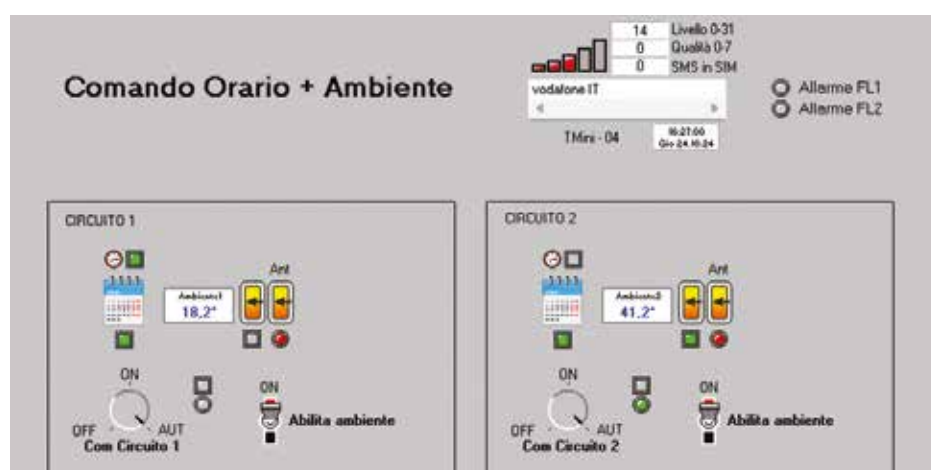 14 Livello 0-31
0 Qualità 0-7
0 SMS in SIM
Comando Orario + Ambiente
vodafone IT
Allarme FL1
Allarme FL2
TMini - 04
16:27:00
Gio 24.10.24
CIRCUITO 1
Ant
Ambiente1
18,2°
ON
ON
OFF
AUT
Abilita ambiente
Com Circuito 1
CIRCUITO 2
Ant
Ambiente2
41.2°
ON
ON
OFF
AUT
Abilita ambiente
Com Circuito 2